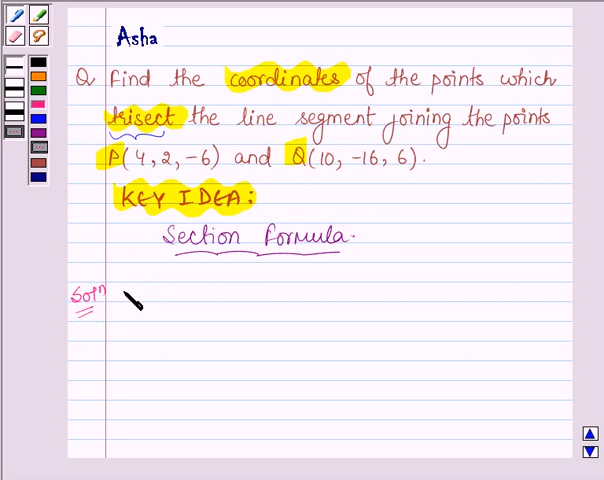 Asha
Q Find the coordinates of the points which
trisect the line segment joining the points
P(4, 2, -6) and Q(10, -16, 6).
KEY IDEA:
Section Formula.
Solⁿ